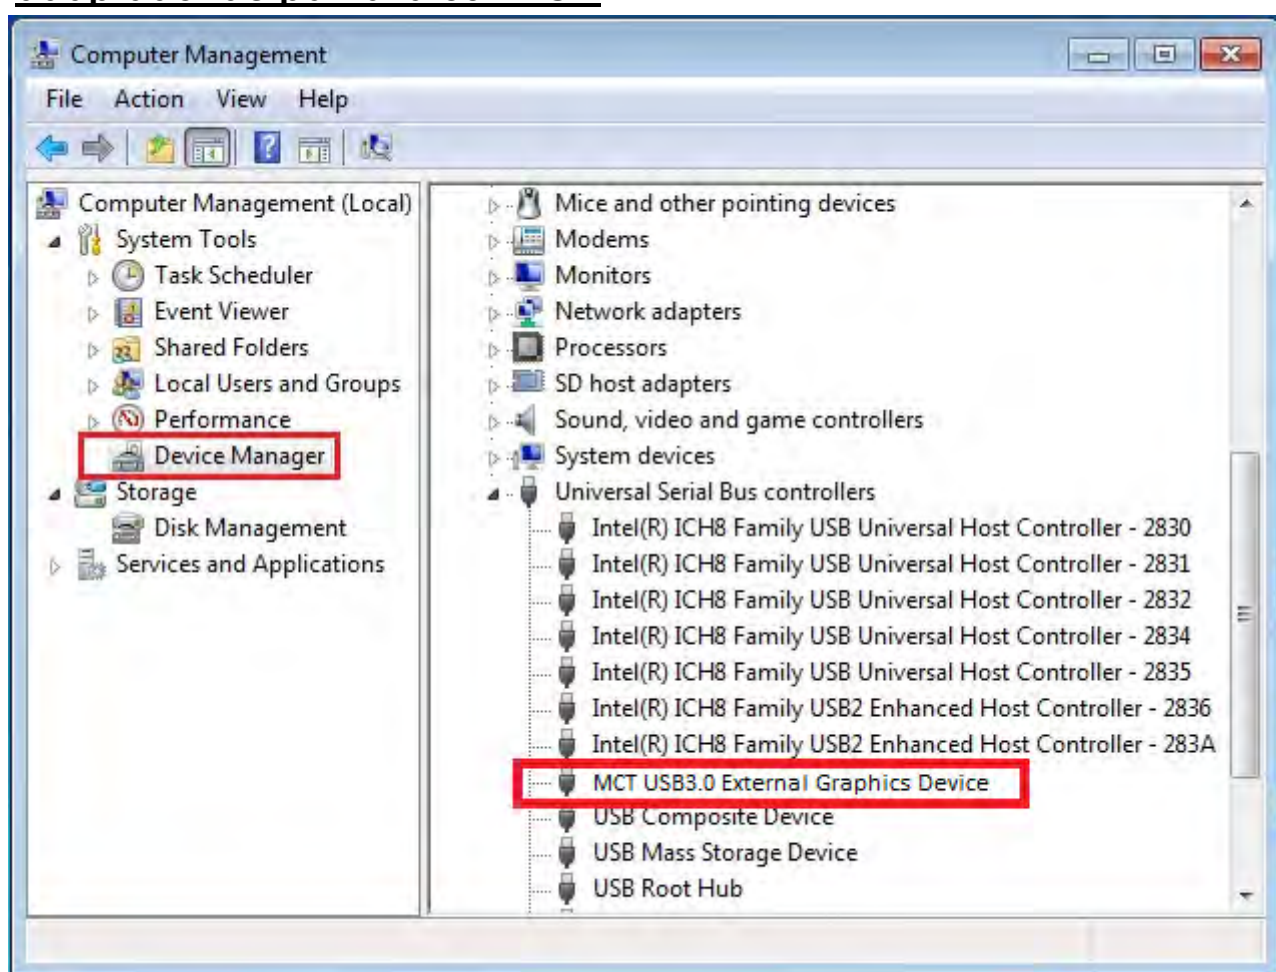 Computer Management
File Action View Help
Computer Management (Local)
System Tools
Task Scheduler
Event Viewer
Shared Folders
Local Users and Groups
Performance
Device Manager
Storage
Disk Management
Services and Applications
Mice and other pointing devices
Modems
Monitors
Network adapters
Processors
SD host adapters
Sound, video and game controllers
System devices
Universal Serial Bus controllers
Intel(R) ICH8 Family USB Universal Host Controller - 2830
Intel(R) ICH8 Family USB Universal Host Controller - 2831
Intel(R) ICH8 Family USB Universal Host Controller - 2832
Intel(R) ICH8 Family USB Universal Host Controller - 2834
Intel(R) ICH8 Family USB Universal Host Controller - 2835
Intel(R) ICH8 Family USB2 Enhanced Host Controller - 2836
Intel(R) ICH8 Family USB2 Enhanced Host Controller - 283A
MCT USB3.0 External Graphics Device
USB Composite Device
USB Mass Storage Device
USB Root Hub